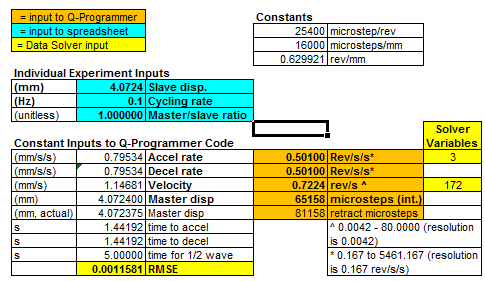 = input to Q-Programmer
= input to spreadsheet
= Data Solver input
Constants
25400 microstep/rev
16000 microsteps/mm
0.629921 rev/mm
Individual Experiment Inputs
(mm) 4.0724 Slave disp.
(Hz) 0.1 Cycling rate
(unitless) 1.000000 Master/slave ratio
Solver
Constant Inputs to Q-Programmer Code Variables
(mm/s/s) 0.79534 Accel rate 0.50100 Rev/s/s* 3
(mm/s/s) 0.79534 Decel rate 0.50100 Rev/s/s*
(mm/s) 1.14681 Velocity 0.7224 rev/s ^ 172
(mm) 4.072400 Master disp 65158 microsteps (int.)
(mm, actual) 4.072375 Master disp 81158 retract microsteps
s 1.44192 time to accel ^ 0.0042 - 80.0000 (resolution
s 1.44192 time to decel is 0.0042)
s 5.00000 time for 1/2 wave * 0.167 to 5461.167 (resolution
0.0011581 RMSE is 0.167 rev/s/s)